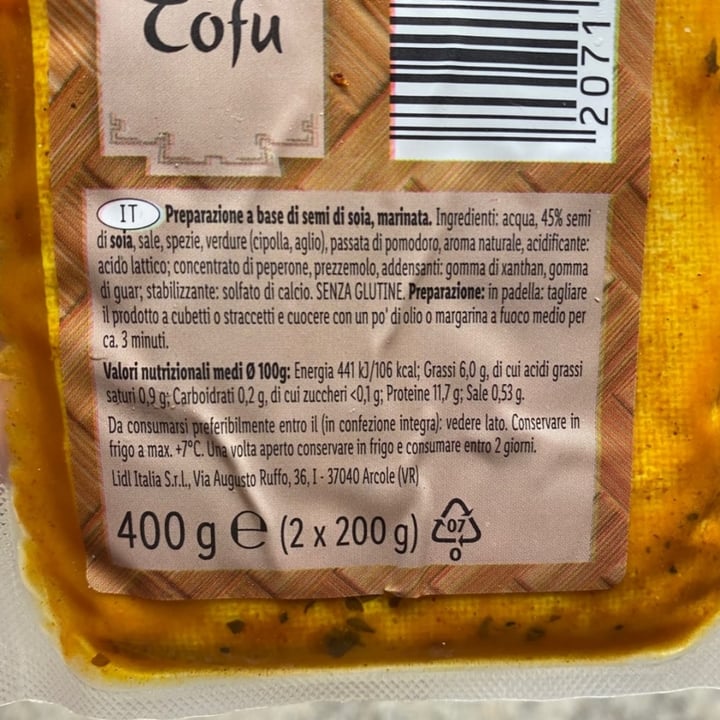 Tofu
2071
IT Preparazione a base di semi di soia, marinata. Ingredienti: acqua, 45% semi
di soia, sale, spezie, verdure (cipolla, aglio), passata di pomodoro, aroma naturale, acidificante:
acido lattico; concentrato di peperone, prezzemolo, addensanti: gomma di xanthan, gomma
di guar; stabilizzante: solfato di calcio. SENZA GLUTINE. Preparazione: in padella: tagliare
il prodotto a cubetti o straccetti e cuocere con un po' di olio o margarina a fuoco medio per
ca. 3 minuti.
Valori nutrizionali medi Ø 100g: Energia 441 kJ/106 kcal; Grassi 6,0 g, di cui acidi grassi
saturi 0,9 g; Carboidrati 0,2 g, di cui zuccheri <0,1 g; Proteine 11,7 g; Sale 0,53 g.
Da consumarsi preferibilmente entro il (in confezione integra): vedere lato. Conservare in
frigo a max. +7°C. Una volta aperto conservare in frigo e consumare entro 2 giorni.
Lidl Italia S.r.l., Via Augusto Ruffo, 36, I - 37040 Arcole (VR)
400 g e (2 x 200 g) 07
O